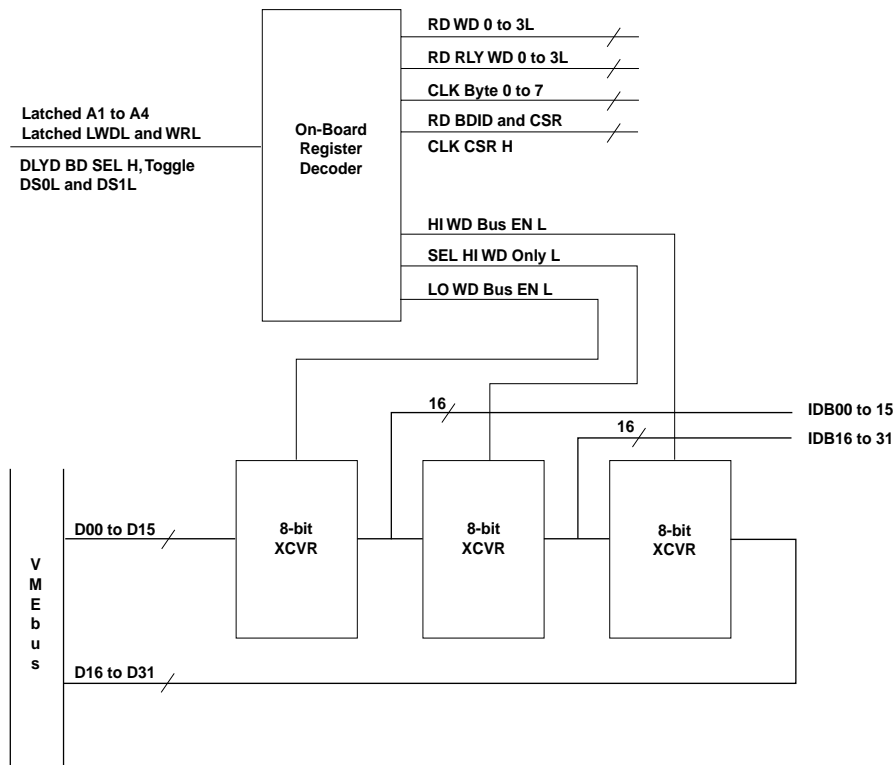 RD WD 0 to 3L
RD RLY WD 0 to 3L
CLK Byte 0 to 7
RD BDID and CSR
CLK CSR H
Latched A1 to A4
Latched LWDL and WRL
DLYD BD SEL H, Toggle
DS0L and DS1L
On-Board
Register
Decoder
HI WD Bus EN L
SEL HI WD Only L
LO WD Bus EN L
16
IDB00 to 15
16
IDB16 to 31
D00 to D15
8-bit
XCVR
8-bit
XCVR
8-bit
XCVR
V
M
E
b
u
s
D16 to D31